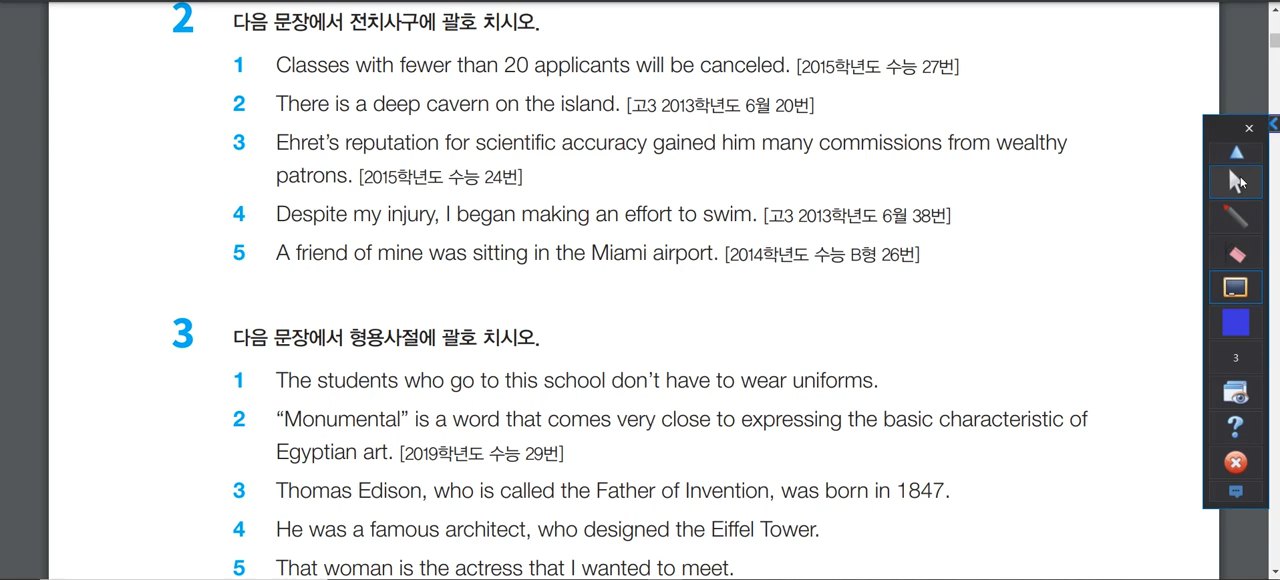 2 다음 문장에서 전치사구에 괄호 치시오.
1 Classes with fewer than 20 applicants will be canceled. [2015학년도 수능 27번]
2 There is a deep cavern on the island. [고3 2013학년도 6월 20번]
3 Ehret’s reputation for scientific accuracy gained him many commissions from wealthy
patrons. [2015학년도 수능 24번]
4 Despite my injury, I began making an effort to swim. [고3 2013학년도 6월 38번]
5 A friend of mine was sitting in the Miami airport. [2014학년도 수능 B형 26번]
3 다음 문장에서 형용사절에 괄호 치시오.
1 The students who go to this school don’t have to wear uniforms.
2 “Monumental” is a word that comes very close to expressing the basic characteristic of
Egyptian art. [2019학년도 수능 29번]
3 Thomas Edison, who is called the Father of Invention, was born in 1847.
4 He was a famous architect, who designed the Eiffel Tower.
5 That woman is the actress that I wanted to meet.
3